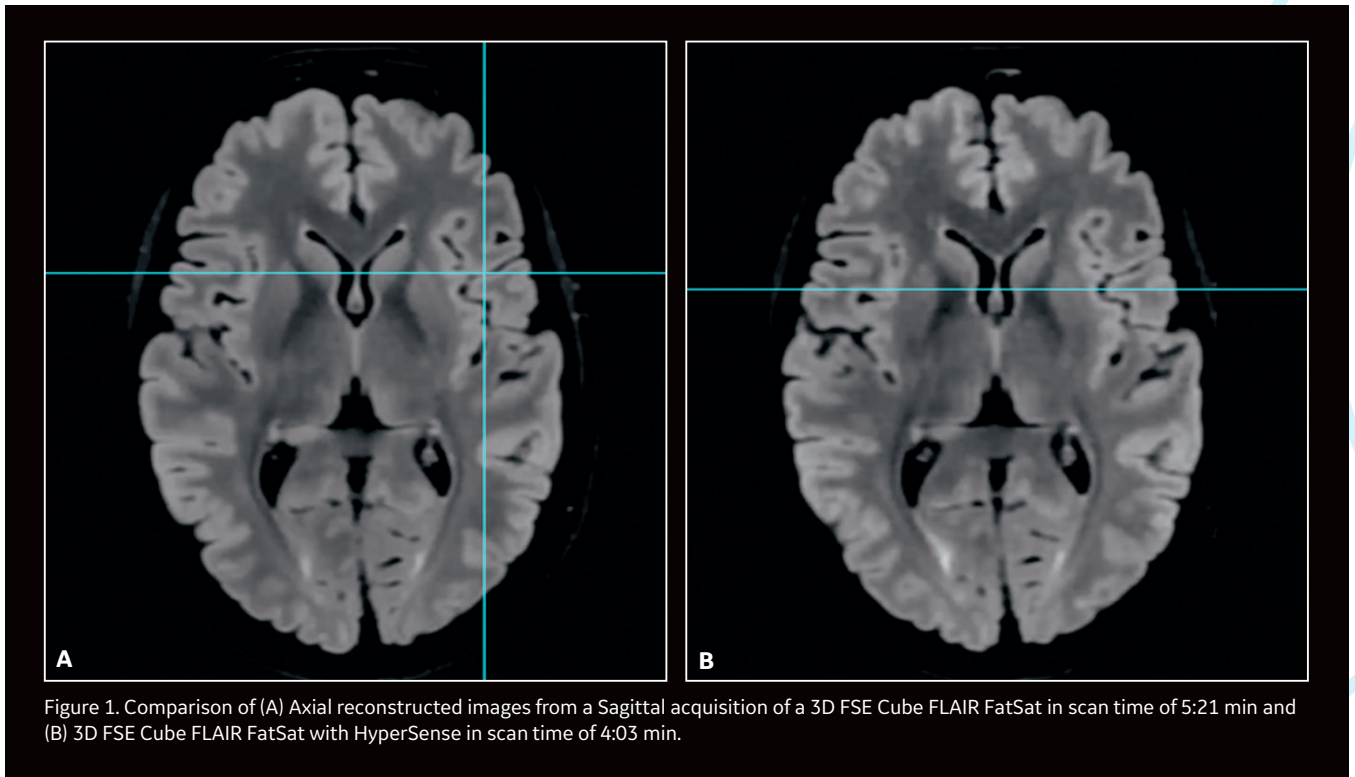 A
B
Figure 1. Comparison of (A) Axial reconstructed images from a Sagittal acquisition of a 3D FSE Cube FLAIR FatSat in scan time of 5:21 min and
(B) 3D FSE Cube FLAIR FatSat with HyperSense in scan time of 4:03 min.